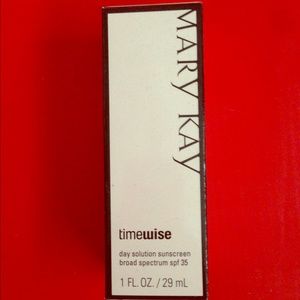 MARY KAY
timewise
day solution sunscreen
broad spectrum spf 35
1 FL. OZ. / 29 mL